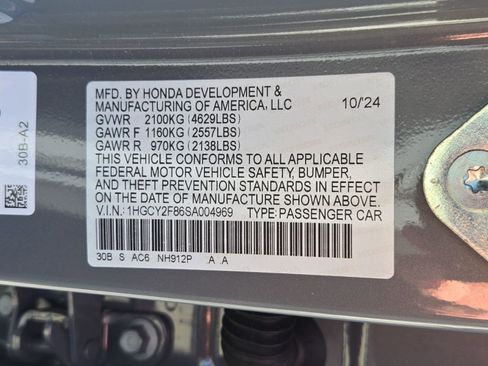 MFD. BY HONDA DEVELOPMENT &
MANUFACTURING OF AMERICA, LLC 10/'24
GVWR 2100KG (4629LBS)
GAWR F 1160KG (2557LBS)
GAWR R 970KG (2138LBS)
THIS VEHICLE CONFORMS TO ALL APPLICABLE
FEDERAL MOTOR VEHICLE SAFETY, BUMPER,
AND THEFT PREVENTION STANDARDS IN EFFECT
ON THE DATE OF MANUFACTURE SHOWN ABOVE.
V.I.N.: 1HGCY2F86SA004969 TYPE: PASSENGER CAR
30B S AC6 NH912P .A .A
30B-A2